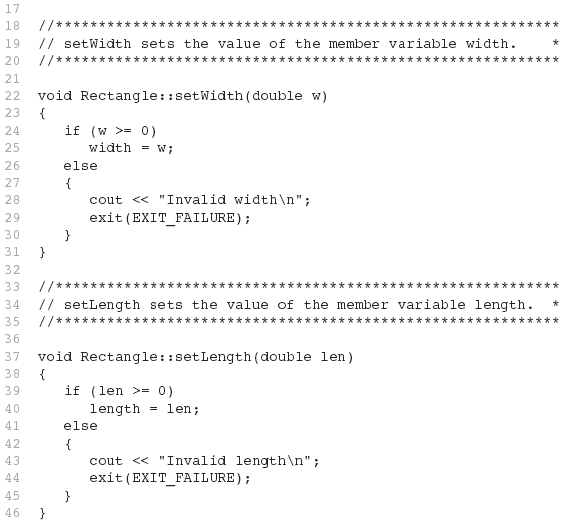 17
18 //***********************************************************
19 // setWidth sets the value of the member variable width.    *
20 //***********************************************************
21
22 void Rectangle::setWidth(double w)
23 {
24    if (w >= 0)
25       width = w;
26    else
27    {
28       cout << "Invalid width\n";
29       exit(EXIT_FAILURE);
30    }
31 }
32
33 //***********************************************************
34 // setLength sets the value of the member variable length.  *
35 //***********************************************************
36
37 void Rectangle::setLength(double len)
38 {
39    if (len >= 0)
40       length = len;
41    else
42    {
43       cout << "Invalid length\n";
44       exit(EXIT_FAILURE);
45    }
46 }